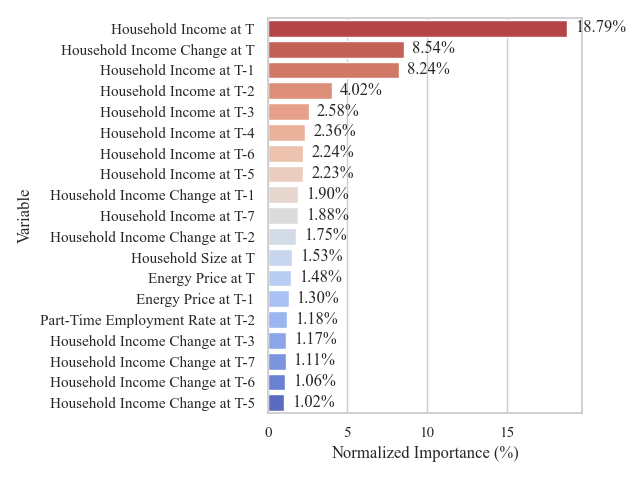 Household Income at T 18.79%
Household Income Change at T 8.54%
Household Income at T-1 8.24%
Household Income at T-2 4.02%
Household Income at T-3 2.58%
Household Income at T-4 2.36%
Household Income at T-6 2.24%
Household Income at T-5 2.23%
Household Income Change at T-1 1.90%
Household Income at T-7 1.88%
Household Income Change at T-2 1.75%
Household Size at T 1.53%
Energy Price at T 1.48%
Energy Price at T-1 1.30%
Part-Time Employment Rate at T-2 1.18%
Household Income Change at T-3 1.17%
Household Income Change at T-7 1.11%
Household Income Change at T-6 1.06%
Household Income Change at T-5 1.02%
Variable
0 5 10 15
Normalized Importance (%)